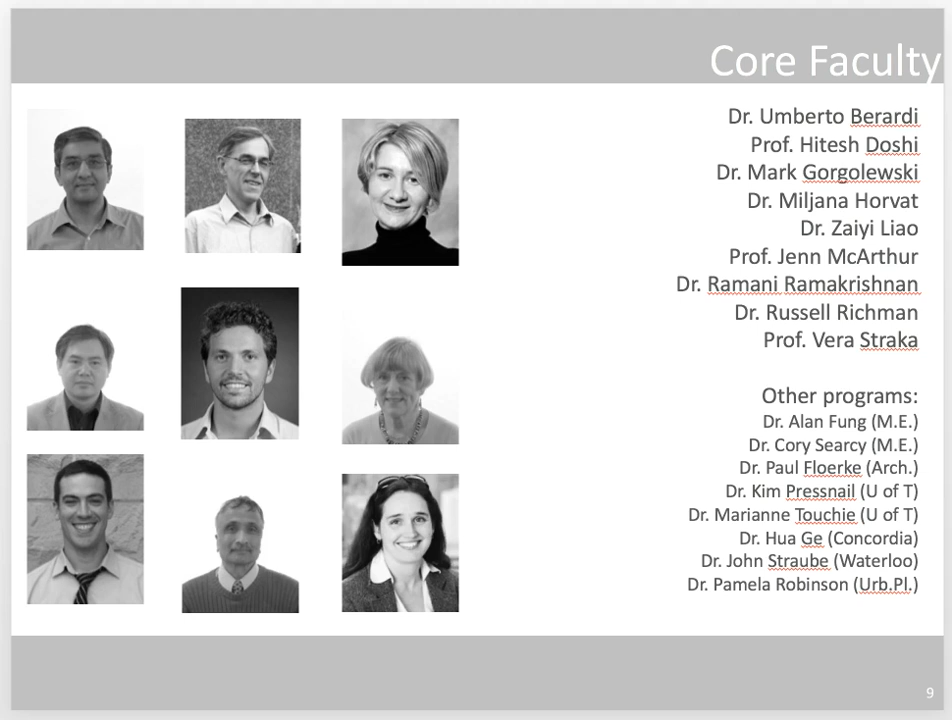 Core Faculty
Dr. Umberto Berardi
Prof. Hitesh Doshi
Dr. Mark Gorgolewski
Dr. Miljana Horvat
Dr. Zaiyi Liao
Prof. Jenn McArthur
Dr. Ramani Ramakrishnan
Dr. Russell Richman
Prof. Vera Straka
Other programs:
Dr. Alan Fung (M.E.)
Dr. Cory Searcy (M.E.)
Dr. Paul Floerke (Arch.)
Dr. Kim Pressnail (U of T)
Dr. Marianne Touchie (U of T)
Dr. Hua Ge (Concordia)
Dr. John Straube (Waterloo)
Dr. Pamela Robinson (Urb.Pl.)
9